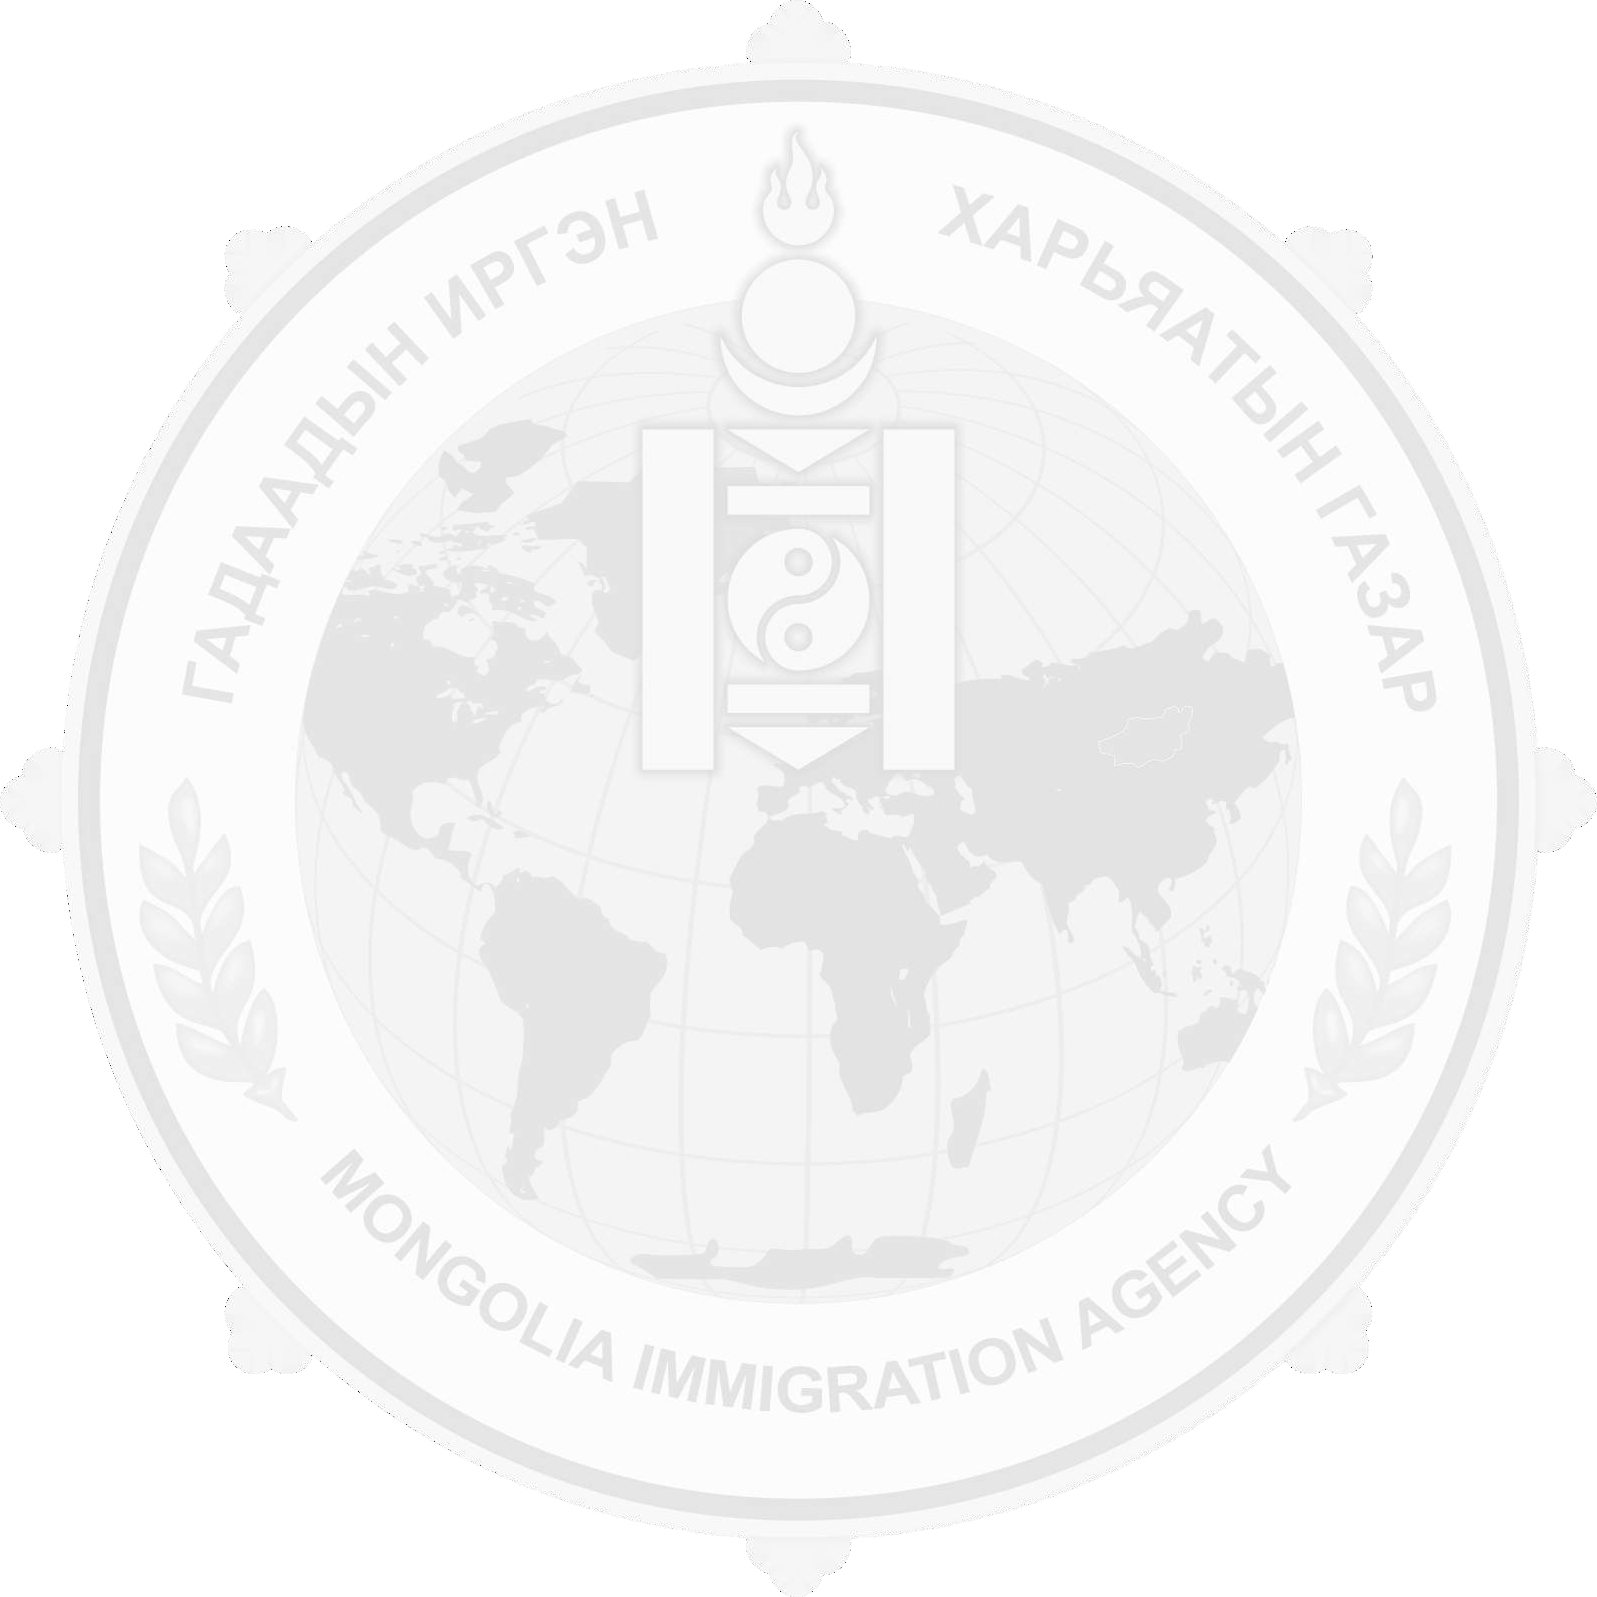 ГАДААДЫН ИРГЭН ХАРЬЯАТЫН ГАЗАР
MONGOLIA IMMIGRATION AGENCY